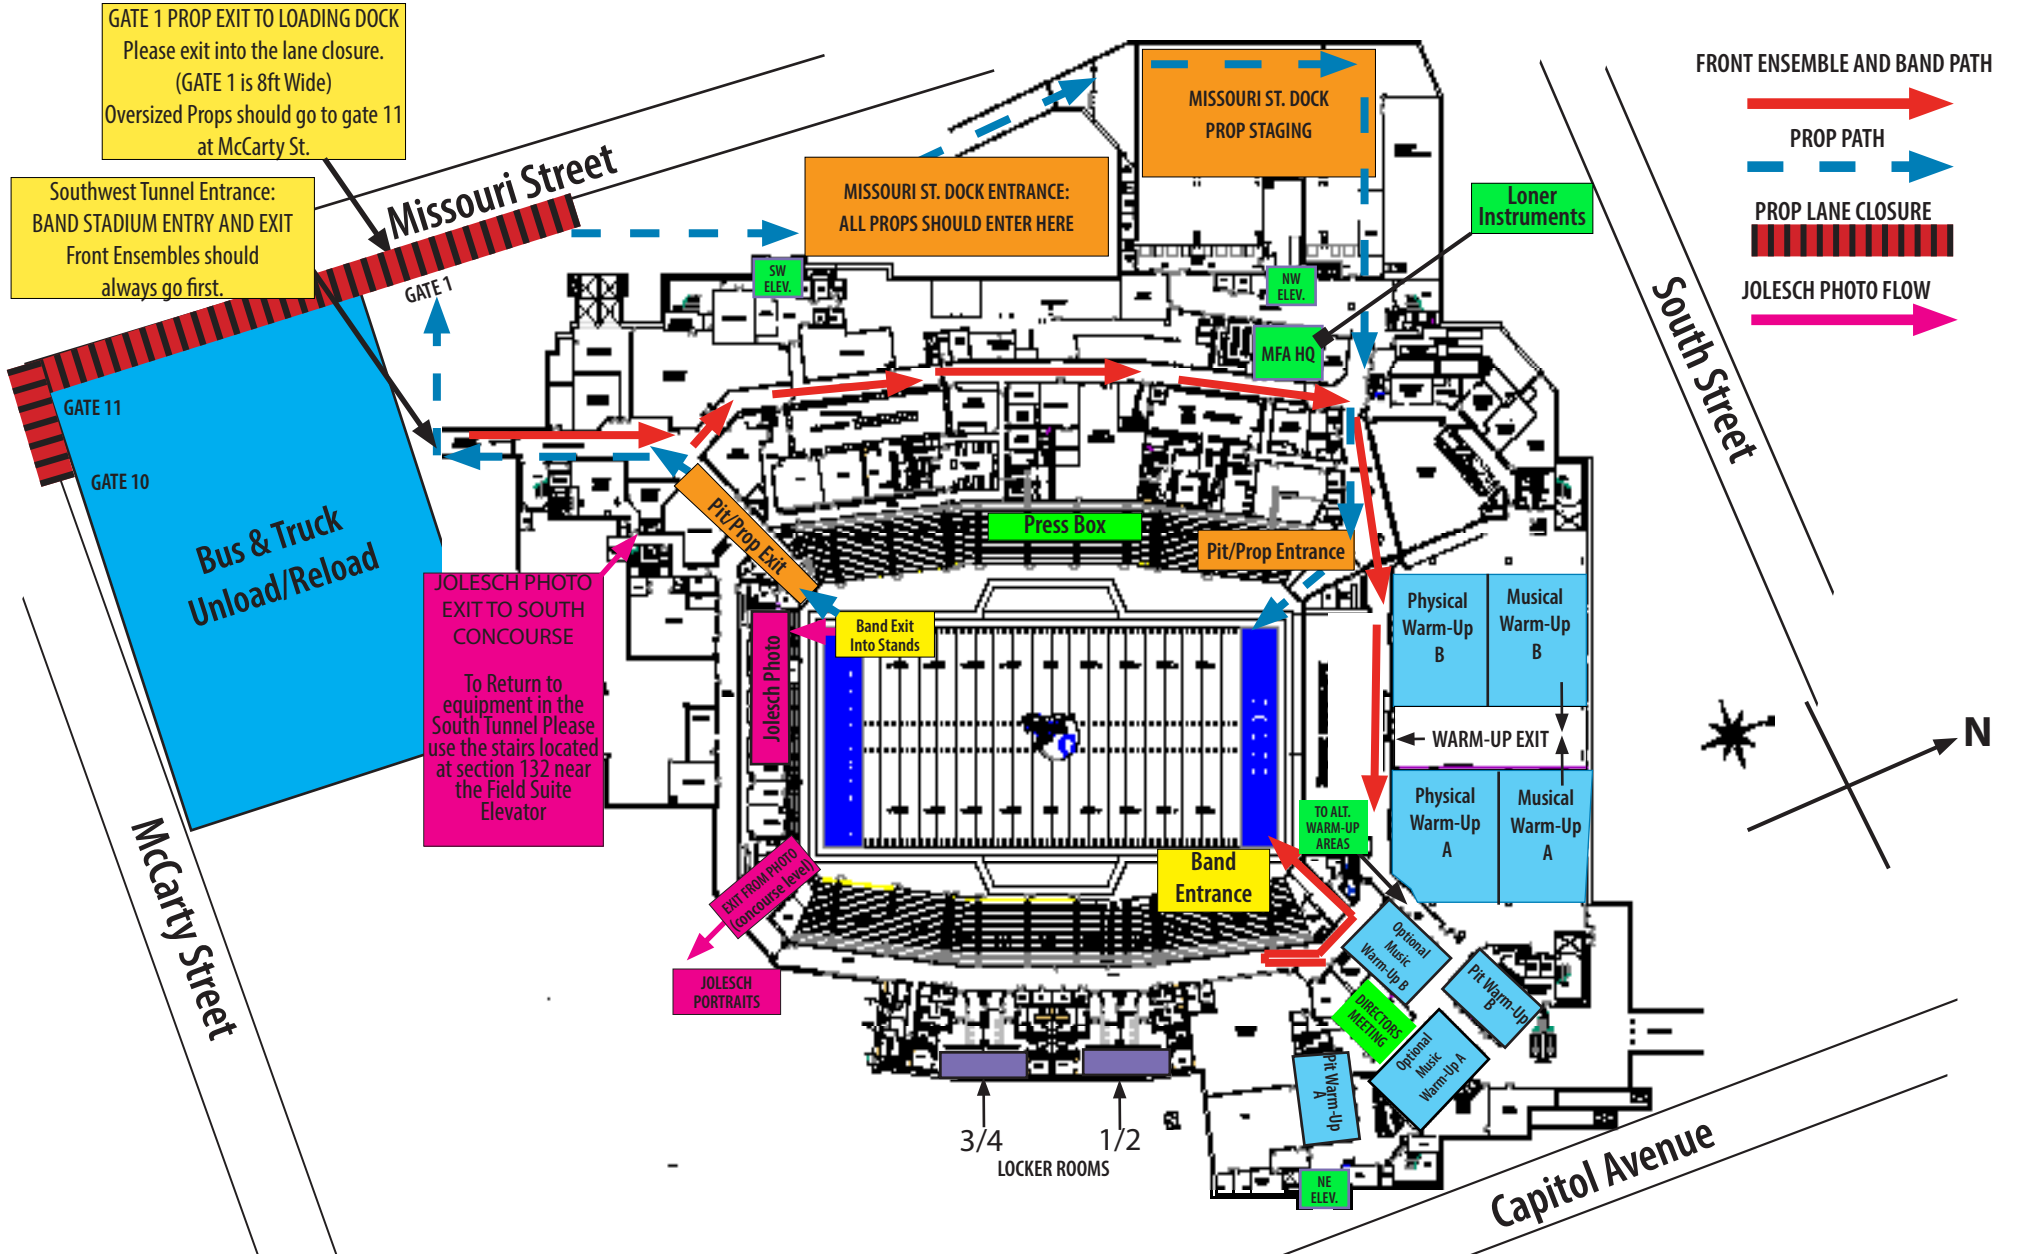 GATE 1 PROP EXIT TO LOADING DOCK
Please exit into the lane closure.
(GATE 1 is 8ft Wide)
Oversized Props should go to gate 11
at McCarty St.
Southwest Tunnel Entrance:
BAND STADIUM ENTRY AND EXIT
Front Ensembles should
always go first.
Missouri Street
GATE 1
GATE 11
GATE 10
Bus & Truck
Unload/Reload
McCarty Street
MISSOURI ST. DOCK ENTRANCE:
ALL PROPS SHOULD ENTER HERE
MISSOURI ST. DOCK
PROP STAGING
Loner
Instruments
FRONT ENSEMBLE AND BAND PATH
PROP PATH
PROP LANE CLOSURE
JOLESCH PHOTO FLOW
South Street
SW
ELEV.
NW
ELEV.
MFA HQ
Press Box
Pit/Prop Exit
Pit/Prop Entrance
JOLESCH PHOTO
EXIT TO SOUTH
CONCOURSE
To Return to
equipment in the
South Tunnel Please
use the stairs located
at section 132 near
the Field Suite
Elevator
Band Exit
Into Stands
Jolesch Photo
Physical
Warm-Up
B
Musical
Warm-Up
B
WARM-UP EXIT
Physical
Warm-Up
A
Musical
Warm-Up
A
N
TO ALT.
WARM-UP
AREAS
Band
Entrance
EXIT FROM PHOTO
(concourse level)
JOLESCH
PORTRAITS
Optional
Music
Warm-Up B
Pit Warm-Up
B
DIRECTORS
MEETING
Optional
Music
Warm-Up A
Pit Warm-Up
A
3/4
1/2
LOCKER ROOMS
NE
ELEV.
Capitol Avenue